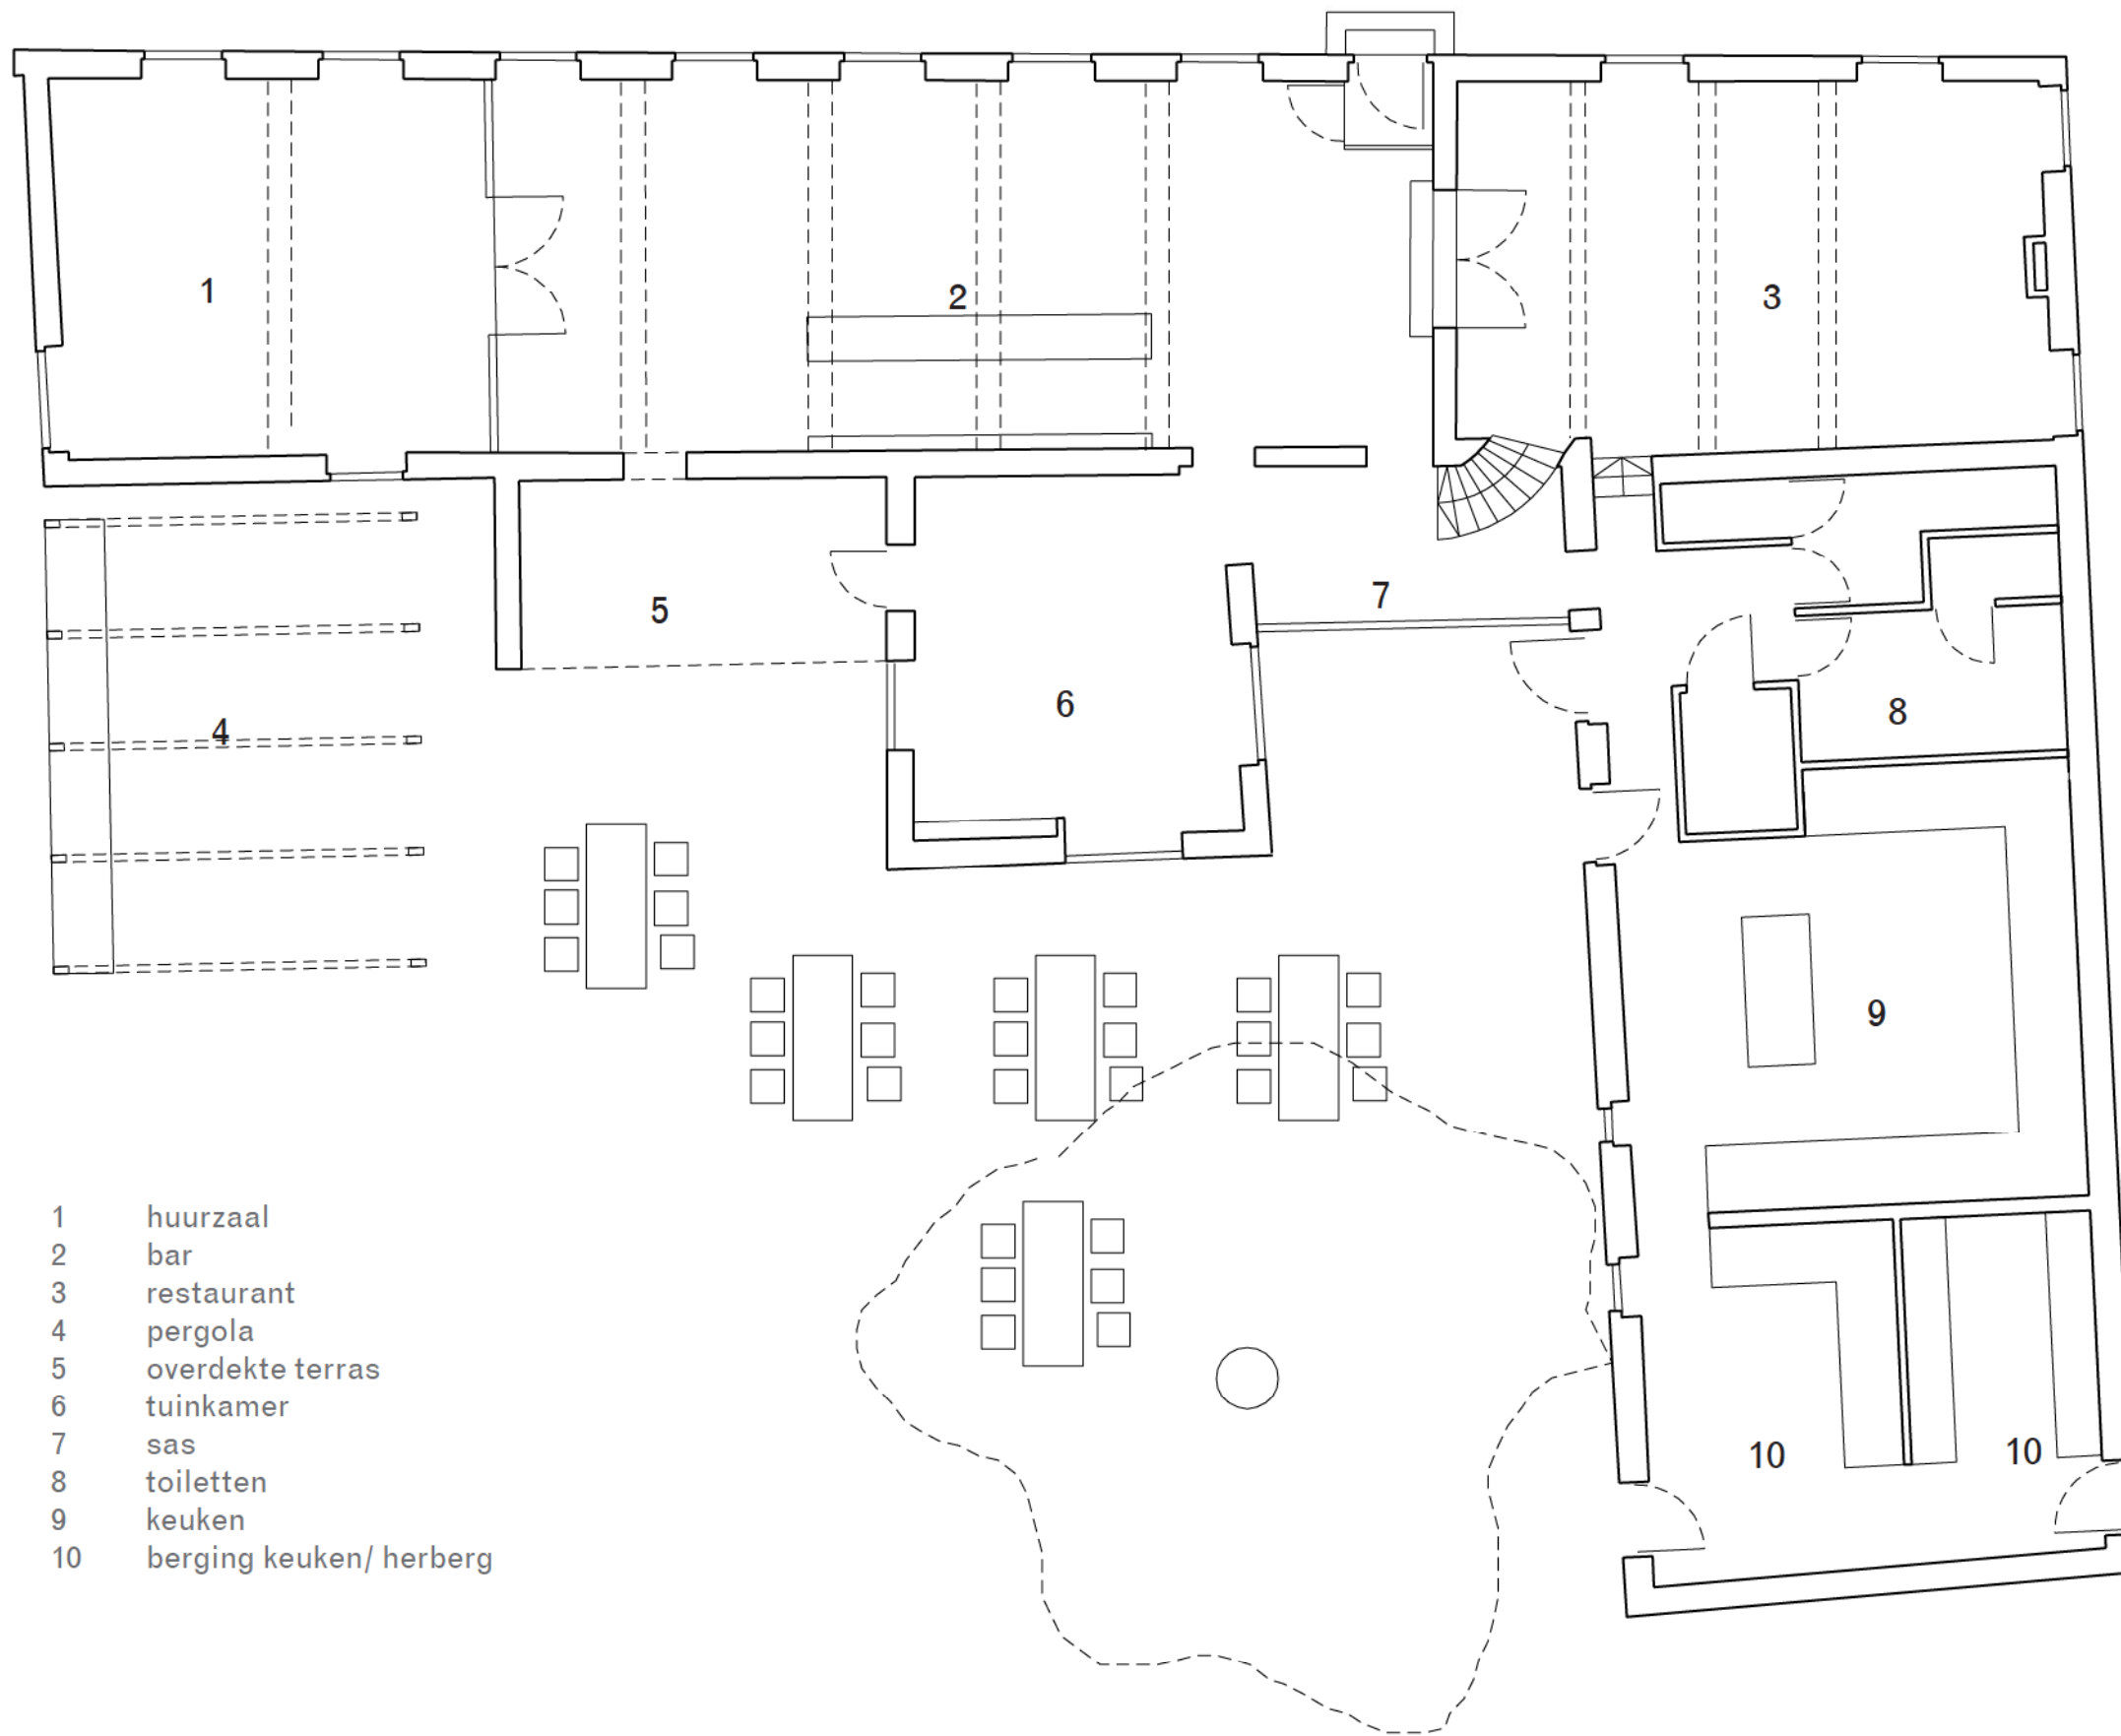 1
2
3
5
7
6
4
8
9
10
10
1 huurzaal
2 bar
3 restaurant
4 pergola
5 overdekte terras
6 tuinkamer
7 sas
8 toiletten
9 keuken
10 berging keuken/ herberg